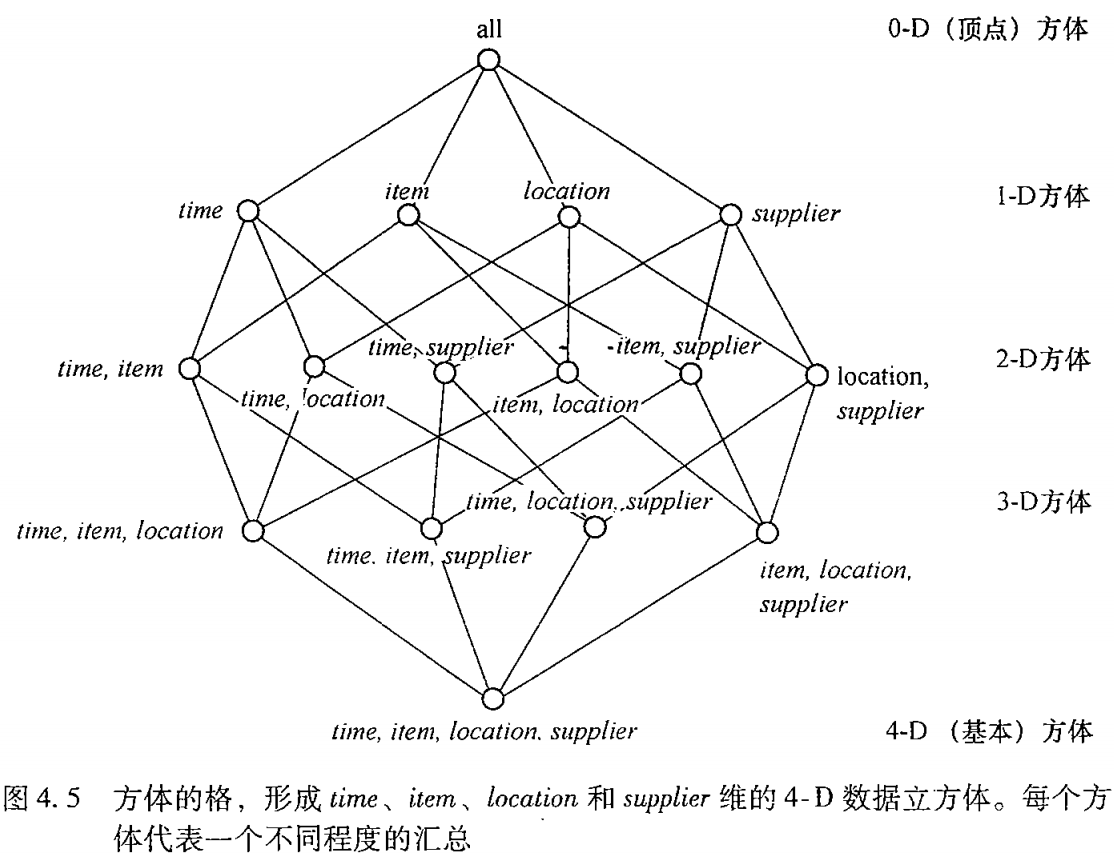 all
0-D（顶点）方体
time
item
location
supplier
1-D方体
time, item
time, location
time, supplier
item, location
item, supplier
location,
supplier
2-D方体
time, item, location
time. item, supplier
time, location, supplier
item, location,
supplier
3-D方体
time, item, location. supplier
4-D （基本）方体
图 4.5 方体的格，形成 time、item、location 和 supplier 维的 4-D 数据立方体。每个方
体代表一个不同程度的汇总